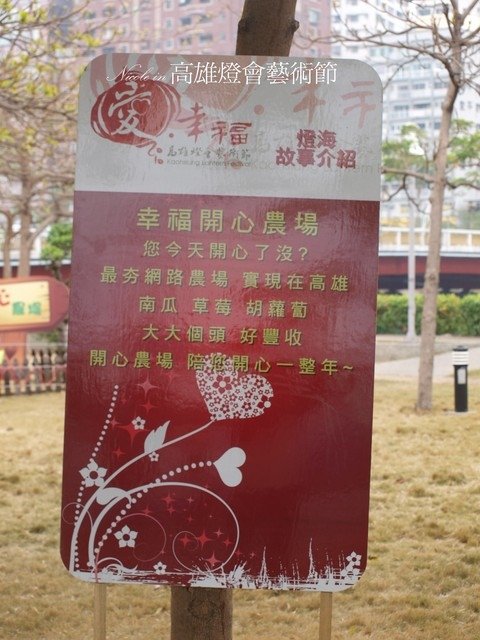 Nicole in 高雄燈會藝術節
愛‧幸福
高雄燈會藝術節
Kaohsiung Lantern Festival
燈海
故事介紹
幸福開心農場
您今天開心了沒?
最夯網路農場 實現在高雄
南瓜 草莓 胡蘿蔔
大大個頭 好豐收
開心農場 陪您開心一整年~
心
農場